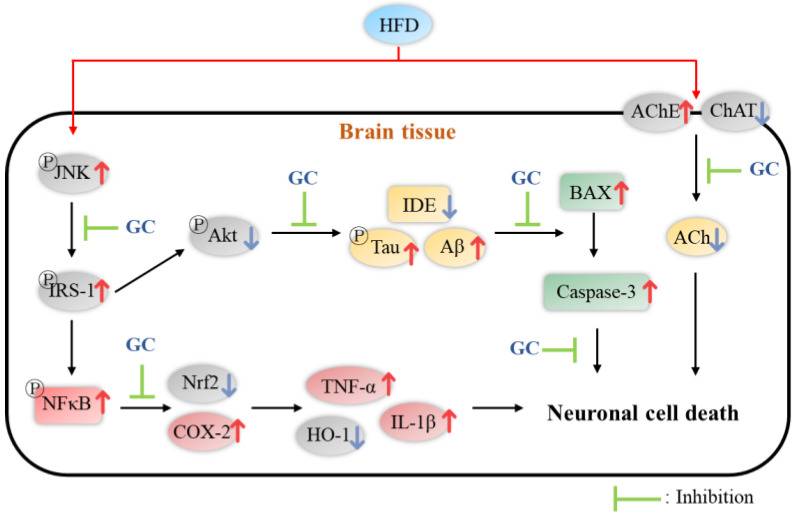 HFD
AChE
ChAT
Brain tissue
P
JNK
GC
GC
GC
BAX
GC
IDE
P
Akt
P
Tau
Aβ
ACh
P
IRS-1
Caspase-3
GC
GC
P
NFκB
Nrf2
COX-2
TNF-α
HO-1
IL-1β
Neuronal cell death
: Inhibition